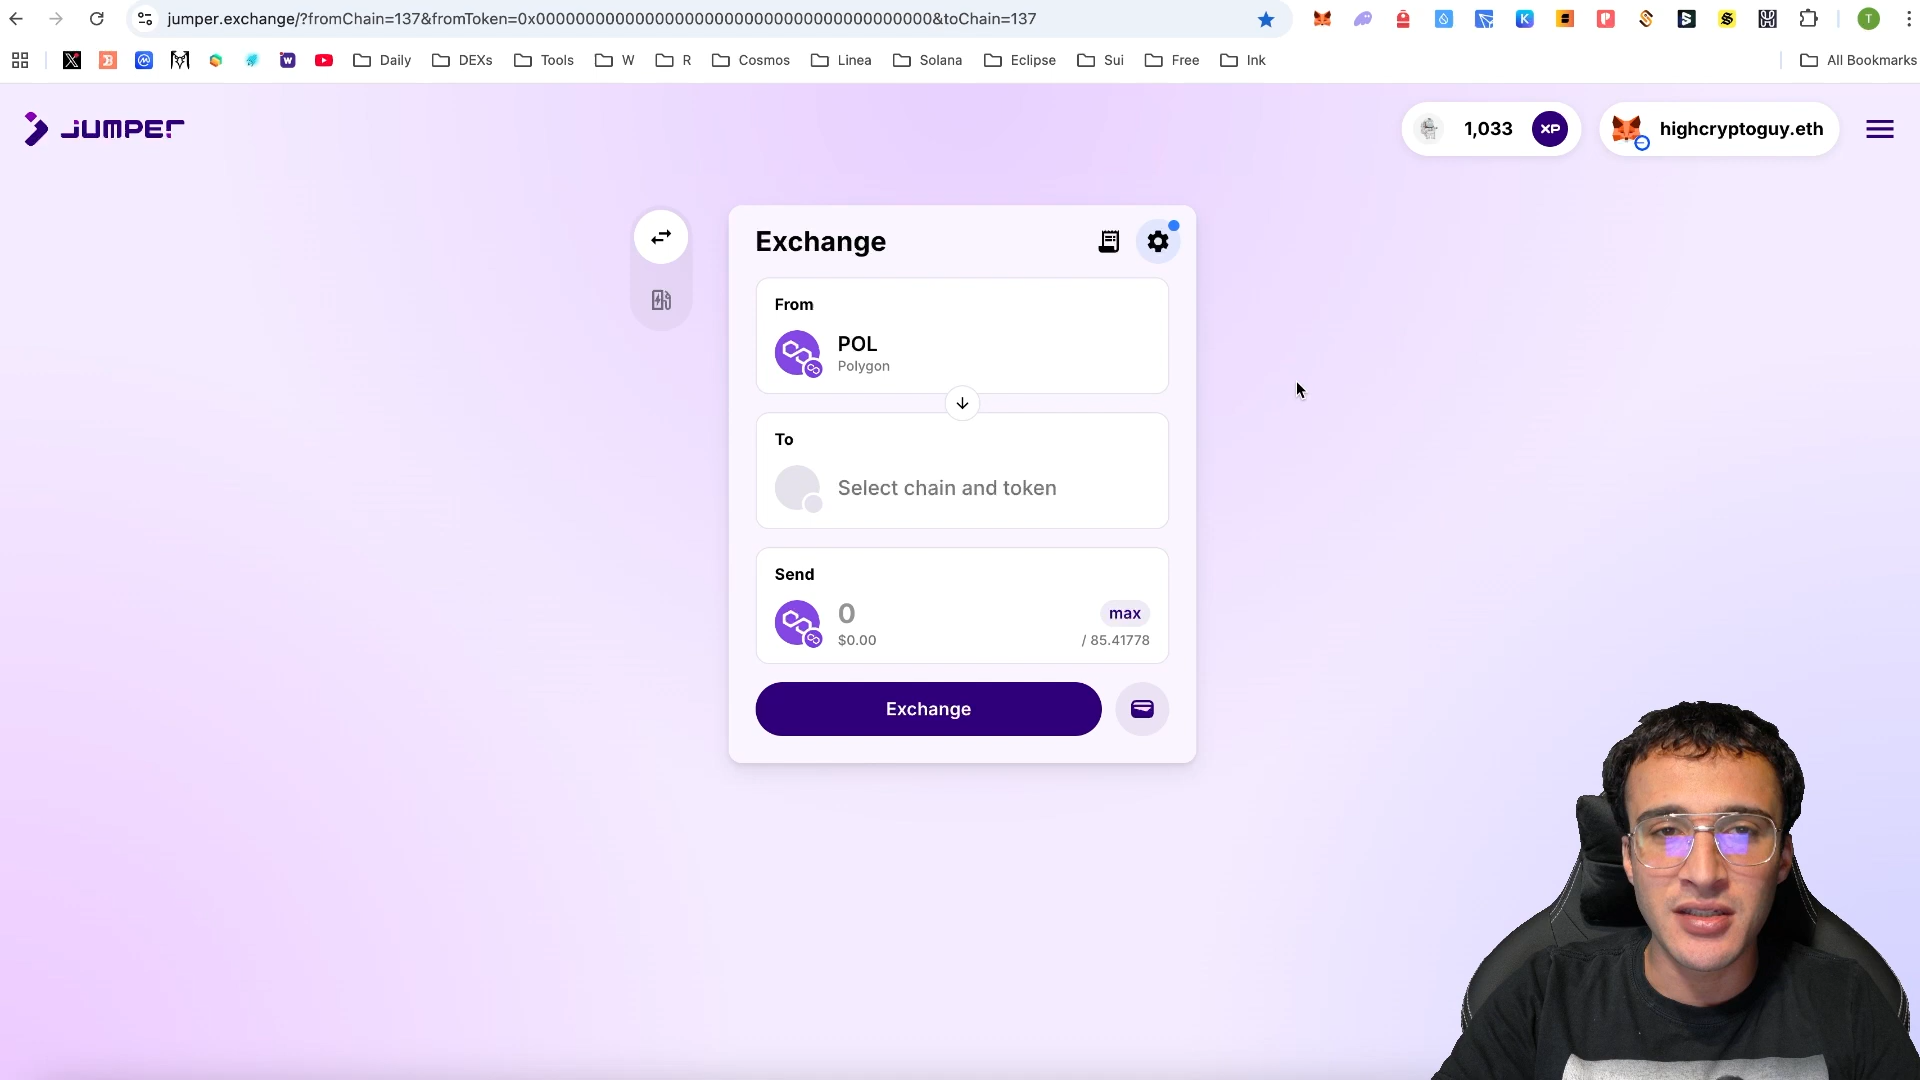 jumper.exchange/?fromChain=137&fromToken=0x0000000000000000000000000000000000000000&toChain=137
T
Daily
DEXs
Tools
W
R
Cosmos
Linea
Solana
Eclipse
Sui
Free
Ink
All Bookmarks
JUMPER
1,033
XP
highcryptoguy.eth
Exchange
From
POL
Polygon
To
Select chain and token
Send
0
max
$0.00
/ 85.41778
Exchange